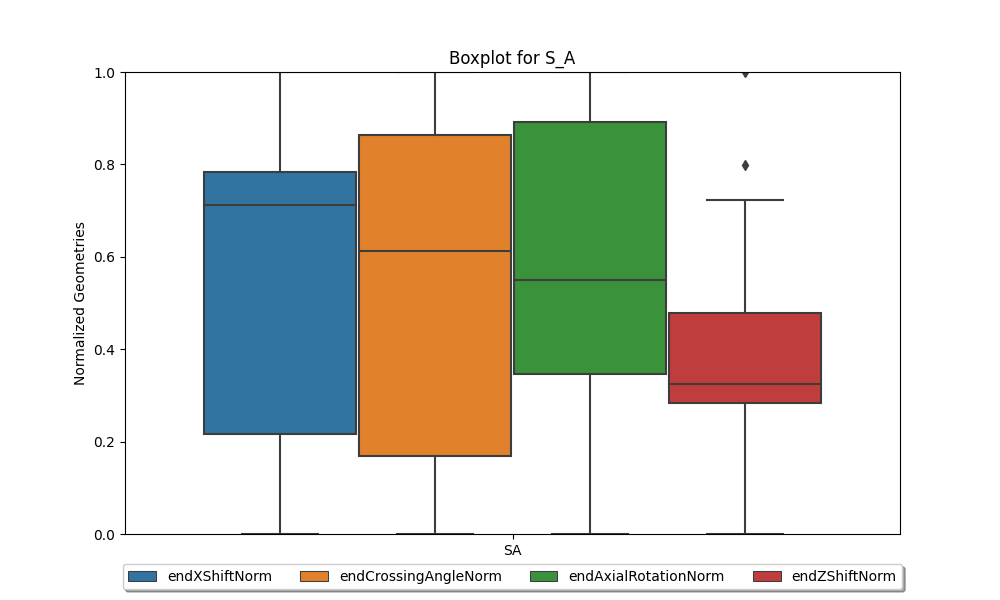 Boxplot for S_A
1.0
0.8
0.6
0.4
0.2
0.0
Normalized Geometries
SA
endXShiftNorm endCrossingAngleNorm endAxialRotationNorm endZShiftNorm